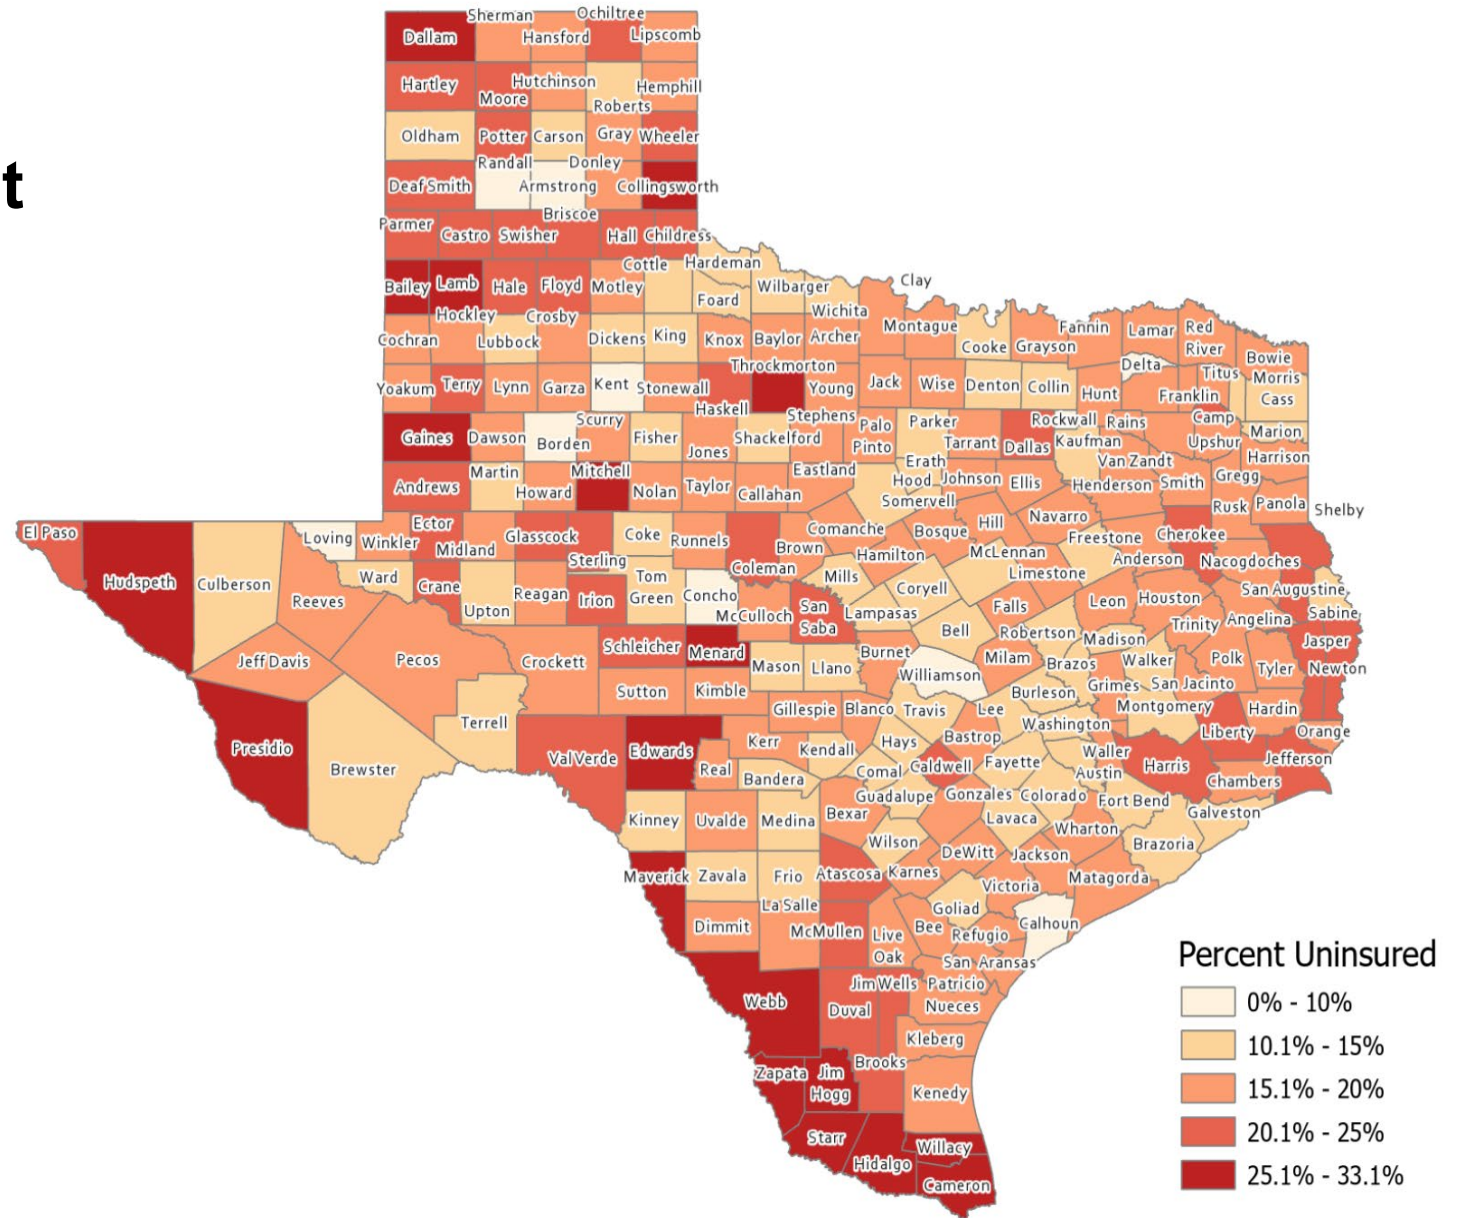 t
Sherman
Ochiltree
Dallam
Hansford
Lipscomb
Hartley
Moore
Hutchinson
Roberts
Hemphill
Oldham
Potter
Carson
Gray
Wheeler
Randall
Donley
Deaf Smith
Armstrong
Collingsworth
Parmer
Briscoe
Castro
Swisher
Hall
Childress
Cottle
Hardeman
Bailey
Lamb
Hale
Floyd
Motley
Foard
Wilbarger
Clay
Hockley
Crosby
Wichita
Cochran
Lubbock
Dickens
King
Knox
Baylor
Archer
Montague
Cooke
Grayson
Fannin
Lamar
Red
River
Bowie
Throckmorton
Delta
Titus
Morris
Yoakum
Terry
Lynn
Garza
Kent
Stonewall
Haskell
Young
Jack
Wise
Denton
Collin
Hunt
Franklin
Cass
Scurry
Stephens
Palo
Pinto
Parker
Rockwall
Rains
Camp
Gaines
Dawson
Borden
Fisher
Jones
Shackelford
Tarrant
Dallas
Kaufman
Upshur
Marion
Martin
Mitchell
Eastland
Erath
Hood
Johnson
Ellis
Van Zandt
Henderson
Smith
Gregg
Harrison
Andrews
Howard
Nolan
Taylor
Callahan
Somervell
Rusk
Panola
Shelby
El Paso
Loving
Winkler
Ector
Midland
Glasscock
Sterling
Coke
Runnels
Coleman
Brown
Comanche
Bosque
Hill
Navarro
Freestone
Cherokee
Hamilton
McLennan
Limestone
Anderson
Nacogdoches
Hudspeth
Culberson
Reeves
Ward
Crane
Upton
Reagan
Irion
Tom
Green
Concho
McCulloch
Mills
San
Saba
Coryell
Lampasas
Falls
Leon
Houston
San Augustine
Sabine
Angelina
Trinity
Bell
Robertson
Madison
Jasper
Jeff Davis
Pecos
Crockett
Schleicher
Menard
Mason
Llano
Burnet
Williamson
Milam
Brazos
Walker
Polk
Tyler
Newton
Sutton
Kimble
Burleson
Grimes
San Jacinto
Terrell
Gillespie
Blanco
Travis
Lee
Washington
Montgomery
Hardin
Presidio
Brewster
Val Verde
Edwards
Real
Kerr
Kendall
Hays
Bastrop
Waller
Liberty
Orange
Bandera
Comal
Caldwell
Fayette
Austin
Harris
Jefferson
Chambers
Kinney
Uvalde
Medina
Bexar
Guadalupe
Gonzales
Colorado
Fort Bend
Galveston
Lavaca
Wharton
Wilson
Brazoria
DeWitt
Jackson
Maverick
Zavala
Frio
Atascosa
Karnes
Victoria
Matagorda
La Salle
Goliad
Dimmit
McMullen
Live
Oak
Bee
Refugio
Calhoun
San
Patricio
Aransas
Webb
Duval
Jim Wells
Nueces
Kleberg
Zapata
Jim
Hogg
Brooks
Kenedy
Starr
Hidalgo
Willacy
Cameron
Percent Uninsured
0% - 10%
10.1% - 15%
15.1% - 20%
20.1% - 25%
25.1% - 33.1%